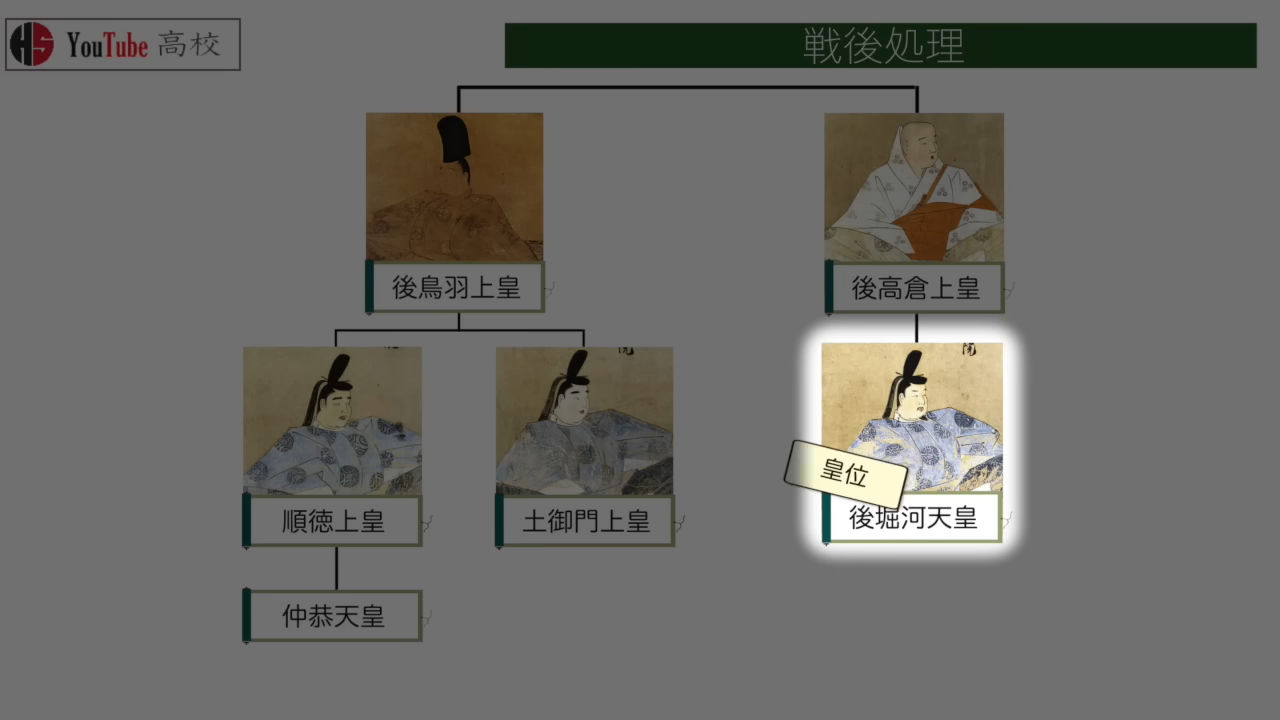 YouTube 高校
戦後処理
後鳥羽上皇
後高倉上皇
皇位
順徳上皇
土御門上皇
後堀河天皇
仲恭天皇